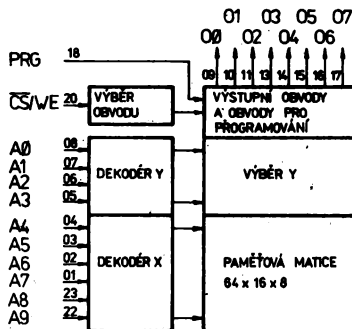 O1 O3 O5 O7
O0 O2 O4 O6
PRG 18
09 10 11 13 14 15 16 17
C̅S̅/WE 20
VÝBĚR
OBVODU
VÝSTUPNÍ OBVODY
A OBVODY PRO
PROGRAMOVÁNÍ
A0 08
A1 07
A2 06
A3 05
DEKODÉR Y
VÝBĚR Y
A4 04
A5 03
A6 02
A7 01
A8 23
A9 22
DEKODÉR X
PAMĚŤOVÁ MATICE
64 x 16 x 8